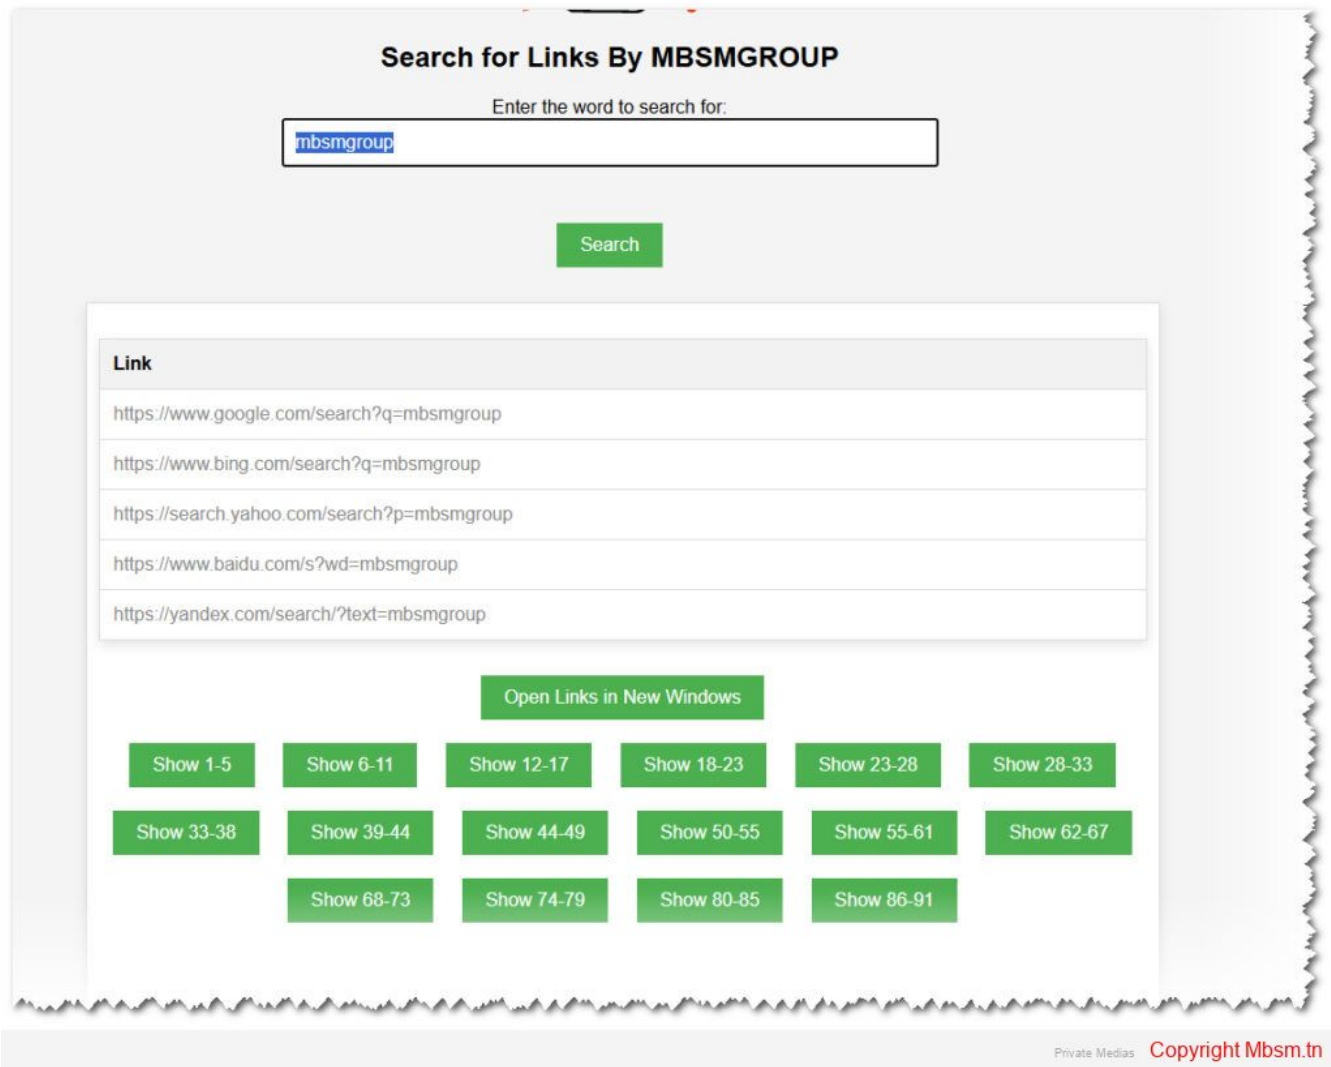 Search for Links By MBSMGROUP
Enter the word to search for:
mbsmgroup
Search
Link
https://www.google.com/search?q=mbsmgroup
https://www.bing.com/search?q=mbsmgroup
https://search.yahoo.com/search?p=mbsmgroup
https://www.baidu.com/s?wd=mbsmgroup
https://yandex.com/search/?text=mbsmgroup
Open Links in New Windows
Show 1-5 Show 6-11 Show 12-17 Show 18-23 Show 23-28 Show 28-33
Show 33-38 Show 39-44 Show 44-49 Show 50-55 Show 55-61 Show 62-67
Show 68-73 Show 74-79 Show 80-85 Show 86-91
Private Medias Copyright Mbsm.tn